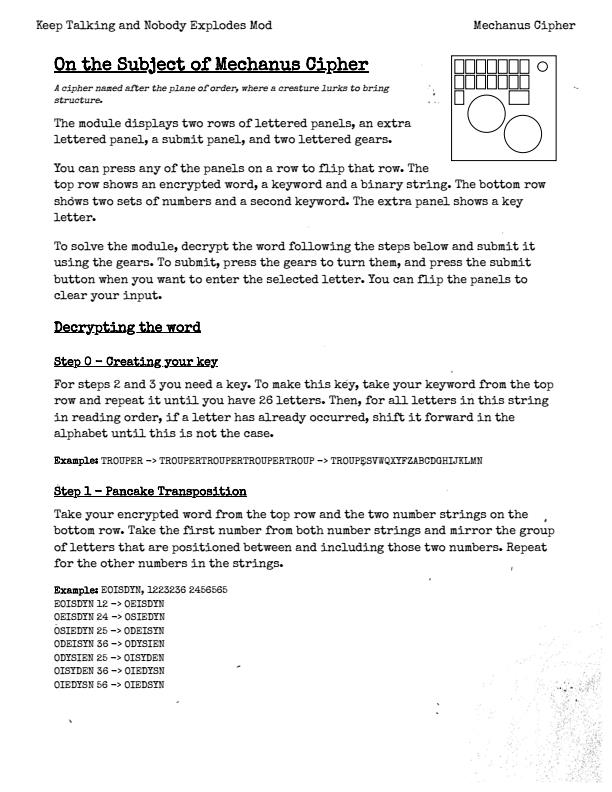 Keep Talking and Nobody Explodes Mod
Mechanus Cipher
On the Subject of Mechanus Cipher
A cipher named after the plane of order, where a creature lurks to bring
structure.
The module displays two rows of lettered panels, an extra
lettered panel, a submit panel, and two lettered gears.
You can press any of the panels on a row to flip that row. The
top row shows an encrypted word, a keyword and a binary string. The bottom row
shows two sets of numbers and a second keyword. The extra panel shows a key
letter.
To solve the module, decrypt the word following the steps below and submit it
using the gears. To submit, press the gears to turn them, and press the submit
button when you want to enter the selected letter. You can flip the panels to
clear your input.
Decrypting the word
Step 0 - Creating your key
For steps 2 and 3 you need a key. To make this key, take your keyword from the top
row and repeat it until you have 26 letters. Then, for all letters in this string
in reading order, if a letter has already occurred, shift it forward in the
alphabet until this is not the case.
Example: TROUPER -> TROUPERTROUPERTROUPERTROUP -> TROUPESVWQXYFZABCDGHIJKLMN
Step 1 - Pancake Transposition
Take your encrypted word from the top row and the two number strings on the
bottom row. Take the first number from both number strings and mirror the group
of letters that are positioned between and including those two numbers. Repeat
for the other numbers in the strings.
Example: EOISDYN, 1223236 2456565
EOISDYN 12 -> OEISDYN
OEISDYN 24 -> OSIEDYN
OSIEDYN 25 -> ODEISYN
ODEISYN 36 -> ODYSIEN
ODYSIEN 25 -> OISYDEN
OISYDEN 36 -> OIEDYSN
OIEDYSN 56 -> OIEDSYN